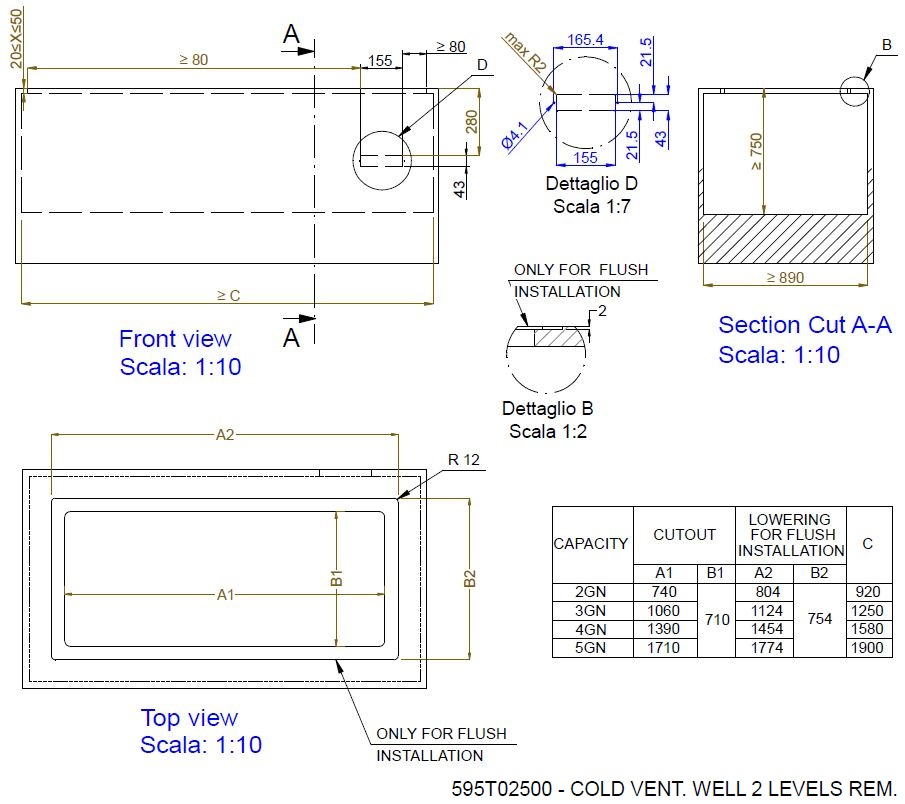 20≤X≤50
A
≥ 80
155
≥ 80
D
280
43
≥ C
A
Front view
Scala: 1:10
max R2
165.4
21.5
Ø4.1
155
21.5
43
Dettaglio D
Scala 1:7
B
≥ 750
≥ 890
Section Cut A-A
Scala: 1:10
ONLY FOR FLUSH
INSTALLATION
2
Dettaglio B
Scala 1:2
A2
R 12
A1
B1
B2
ONLY FOR FLUSH
INSTALLATION
Top view
Scala: 1:10
CAPACITY
CUTOUT
LOWERING
FOR FLUSH
INSTALLATION
C
A1 B1 A2 B2
2GN 740 804 920
3GN 1060 1124 1250
710 754
4GN 1390 1454 1580
5GN 1710 1774 1900
595T02500 - COLD VENT. WELL 2 LEVELS REM.